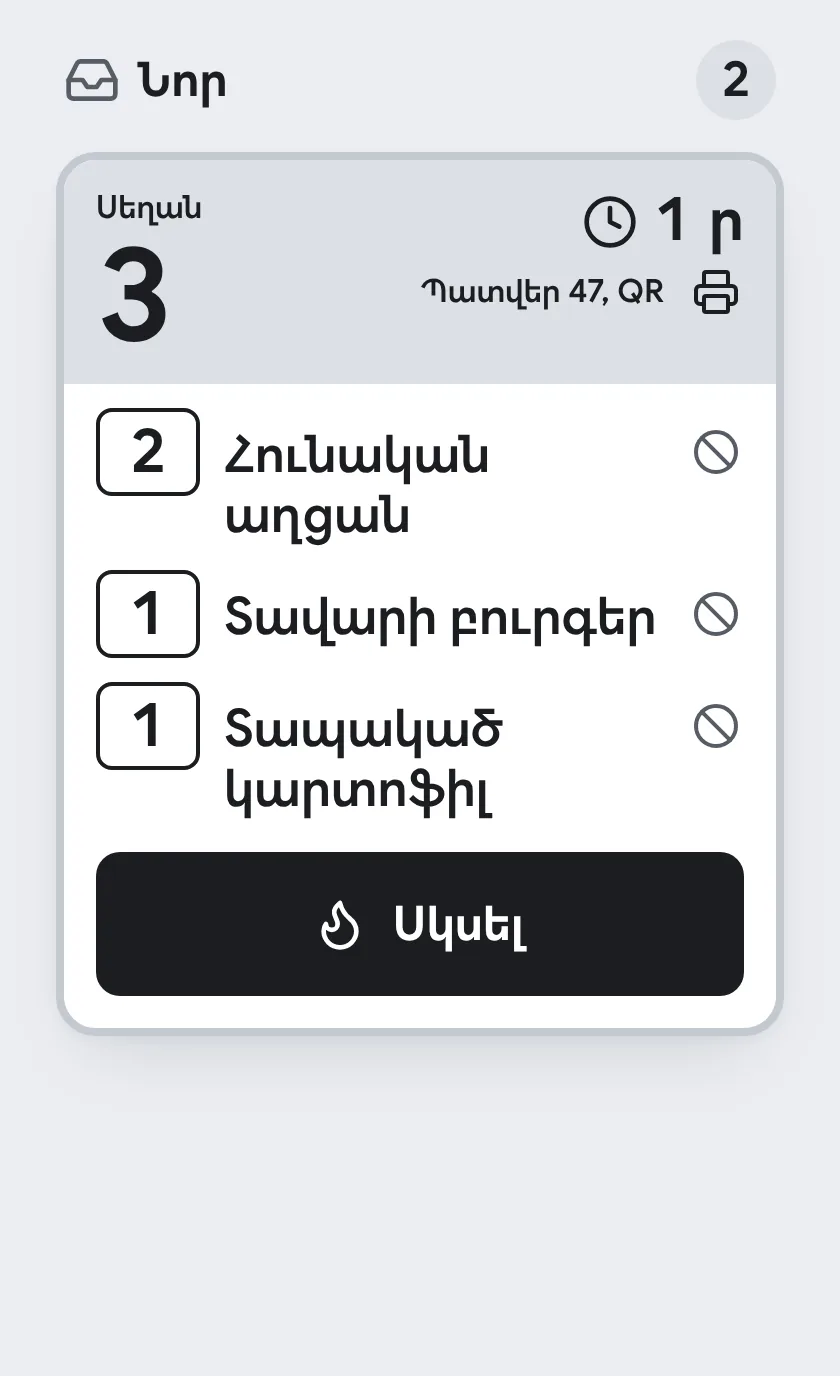 Նոր
2
Սեղան
1 ր
3
Պատվեր 47, QR
2
Հունական
աղցան
1
Տավարի բուրգեր
1
Տապակած
կարտոֆիլ
Սկսել